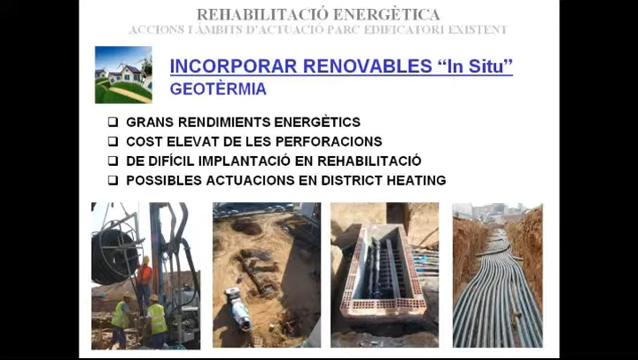 REHABILITACIÓ ENERGÈTICA
ACCIONS I ÀMBITS D'ACTUACIÓ PARC EDIFICATORI EXISTENT
INCORPORAR RENOVABLES “In Situ”
GEOTÈRMIA
GRANS RENDIMIENTS ENERGÈTICS
COST ELEVAT DE LES PERFORACIONS
DE DIFÍCIL IMPLANTACIÓ EN REHABILITACIÓ
POSSIBLES ACTUACIONS EN DISTRICT HEATING